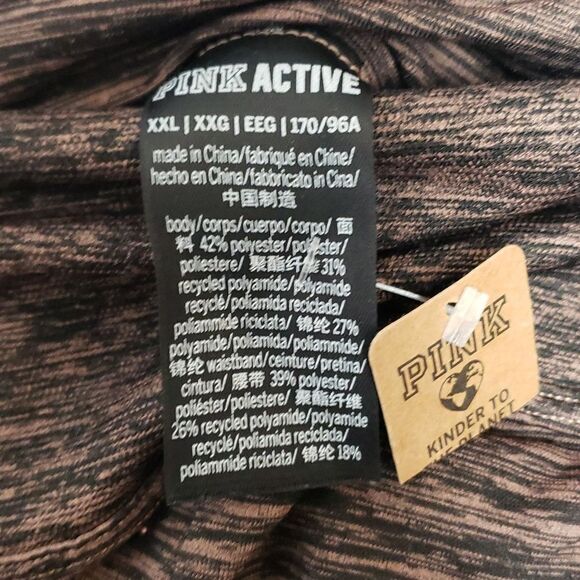 PINK ACTIVE
XXL | XXG | EEG | 170/96A
made in China/fabriqué en Chine/
hecho en China/fabbricato in Cina/
中国制造
body/corps/cuerpo/corpo/ 面
料 42% polyester/polyester/
poliestere/ 聚酯纤维 31%
recycled polyamide/polyamide
recyclé/poliamida reciclada/
poliammide riciclata/ 锦纶 27%
polyamide/poliamida/poliammide/
锦纶 waistband/ceinture/pretina/
cintura/ 腰带 39% polyester/
poliéster/poliestere/ 聚酯纤维
26% recycled polyamide/polyamide
recyclé/poliamida reciclada/
poliammide riciclata/ 锦纶 18%
PINK
KINDER TO
PLANET